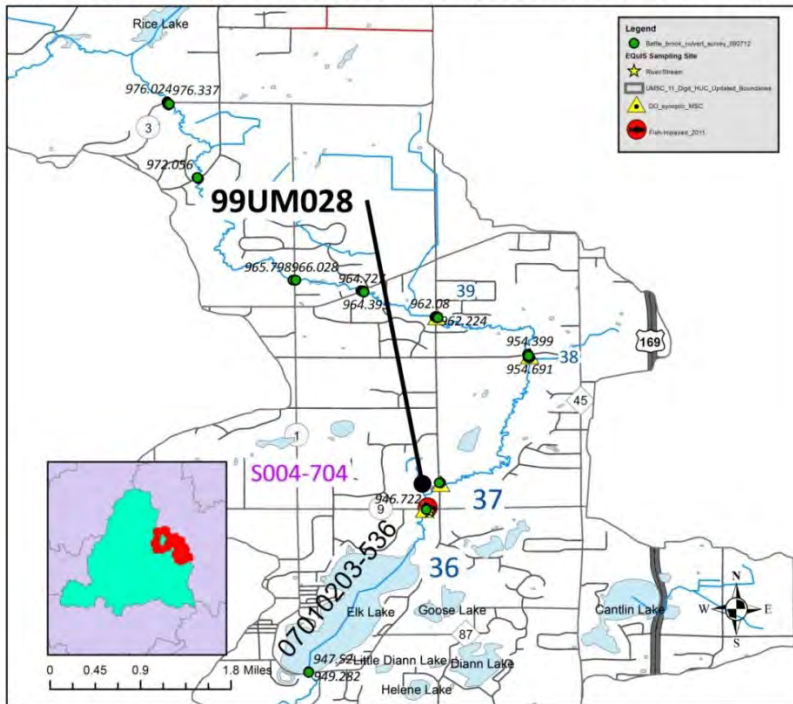 Rice Lake
Legend
Battle_brook_culvert_survey_090712
EQuIS Sampling Site
River/Stream
UMSC_11_Digit_HUC_Updated_Boundaries
DO_synoptic_MSC
Fish Impaired_2011
976.024 976.337
3
972.056
99UM028
965.798 966.028
964.727
964.395
962.08
39
962.224
954.399
38
954.691
169
45
1
S004-704
946.722
9
37
07010203-536
36
Elk Lake
Goose Lake
Cantlin Lake
N
W E
S
87
947.52
Little Diann Lake
Diann Lake
949.282
Helene Lake
0 0.45 0.9 1.8 Miles